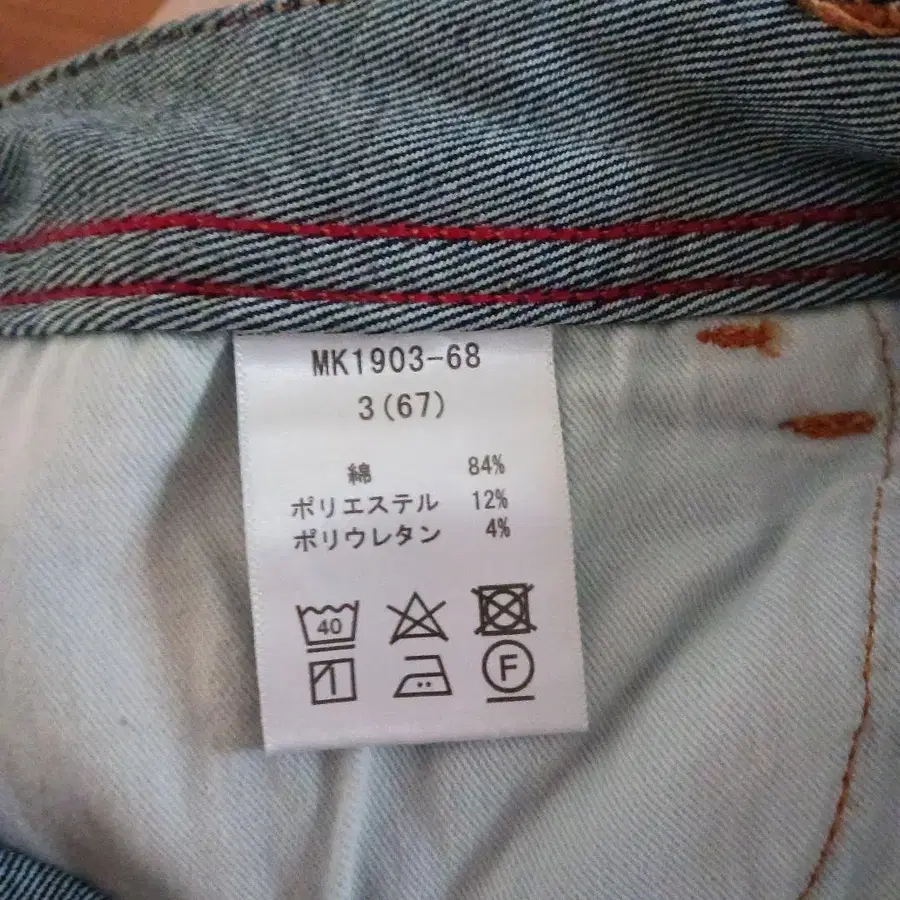 MK1903-68
3(67)
綿 84%
ポリエステル 12%
ポリウレタン 4%
40
F